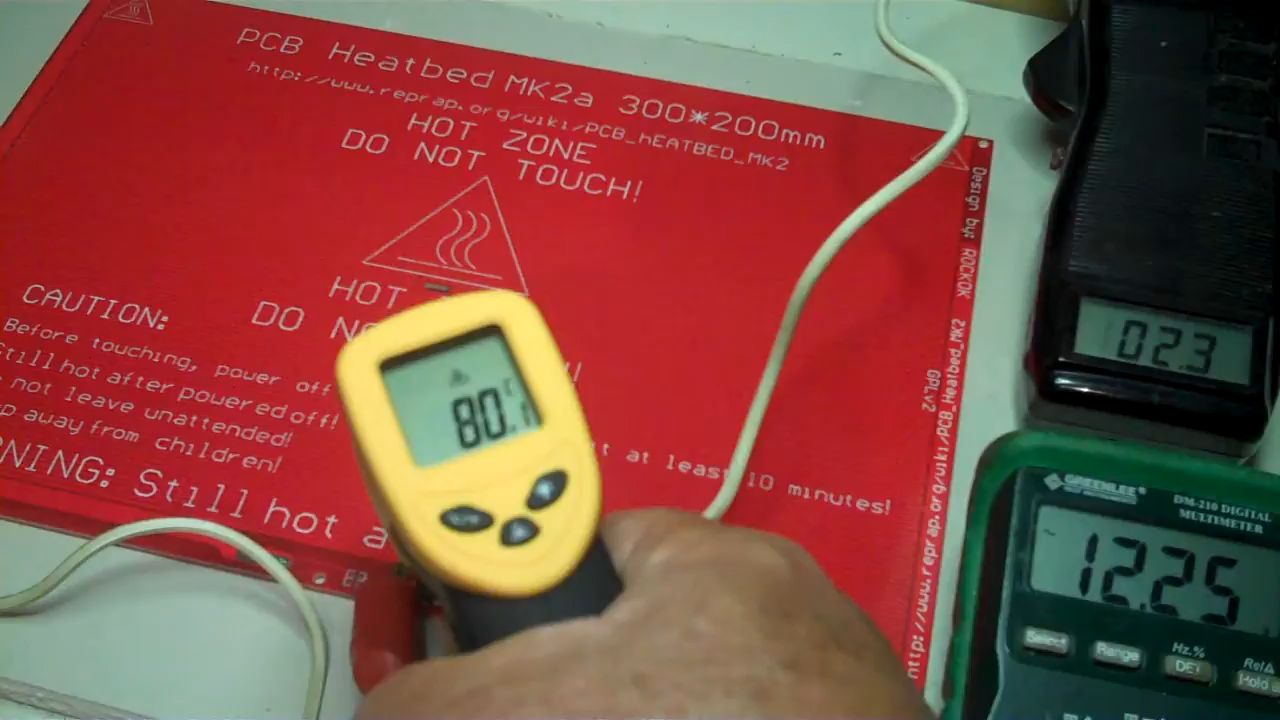 PCB Heatbed MK2a 300*200mm
http://www.reprap.org/wiki/PCB_hEATBED_MK2
HOT ZONE
DO NOT TOUCH!
HOT
DO
CAUTION:
Before touching, power off
Still hot after powered off!
not leave unattended!
away from children!
at least 10 minutes!
Still hot
Design by: ROCKOK
GPLV2
http://www.reprap.org/wiki/PCB_Heatbed_MK2
80.1
02.3
GREENLEE
DM-210 DIGITAL
MULTIMETER
12.25
Select
Range
Hz.%
Rel∆
Hold